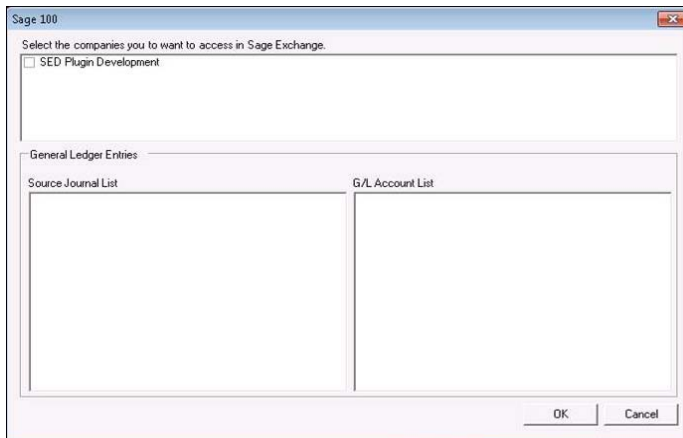 Sage 100
Select the companies you to want to access in Sage Exchange.
SED Plugin Development
General Ledger Entries
Source Journal List
G/L Account List
OK
Cancel